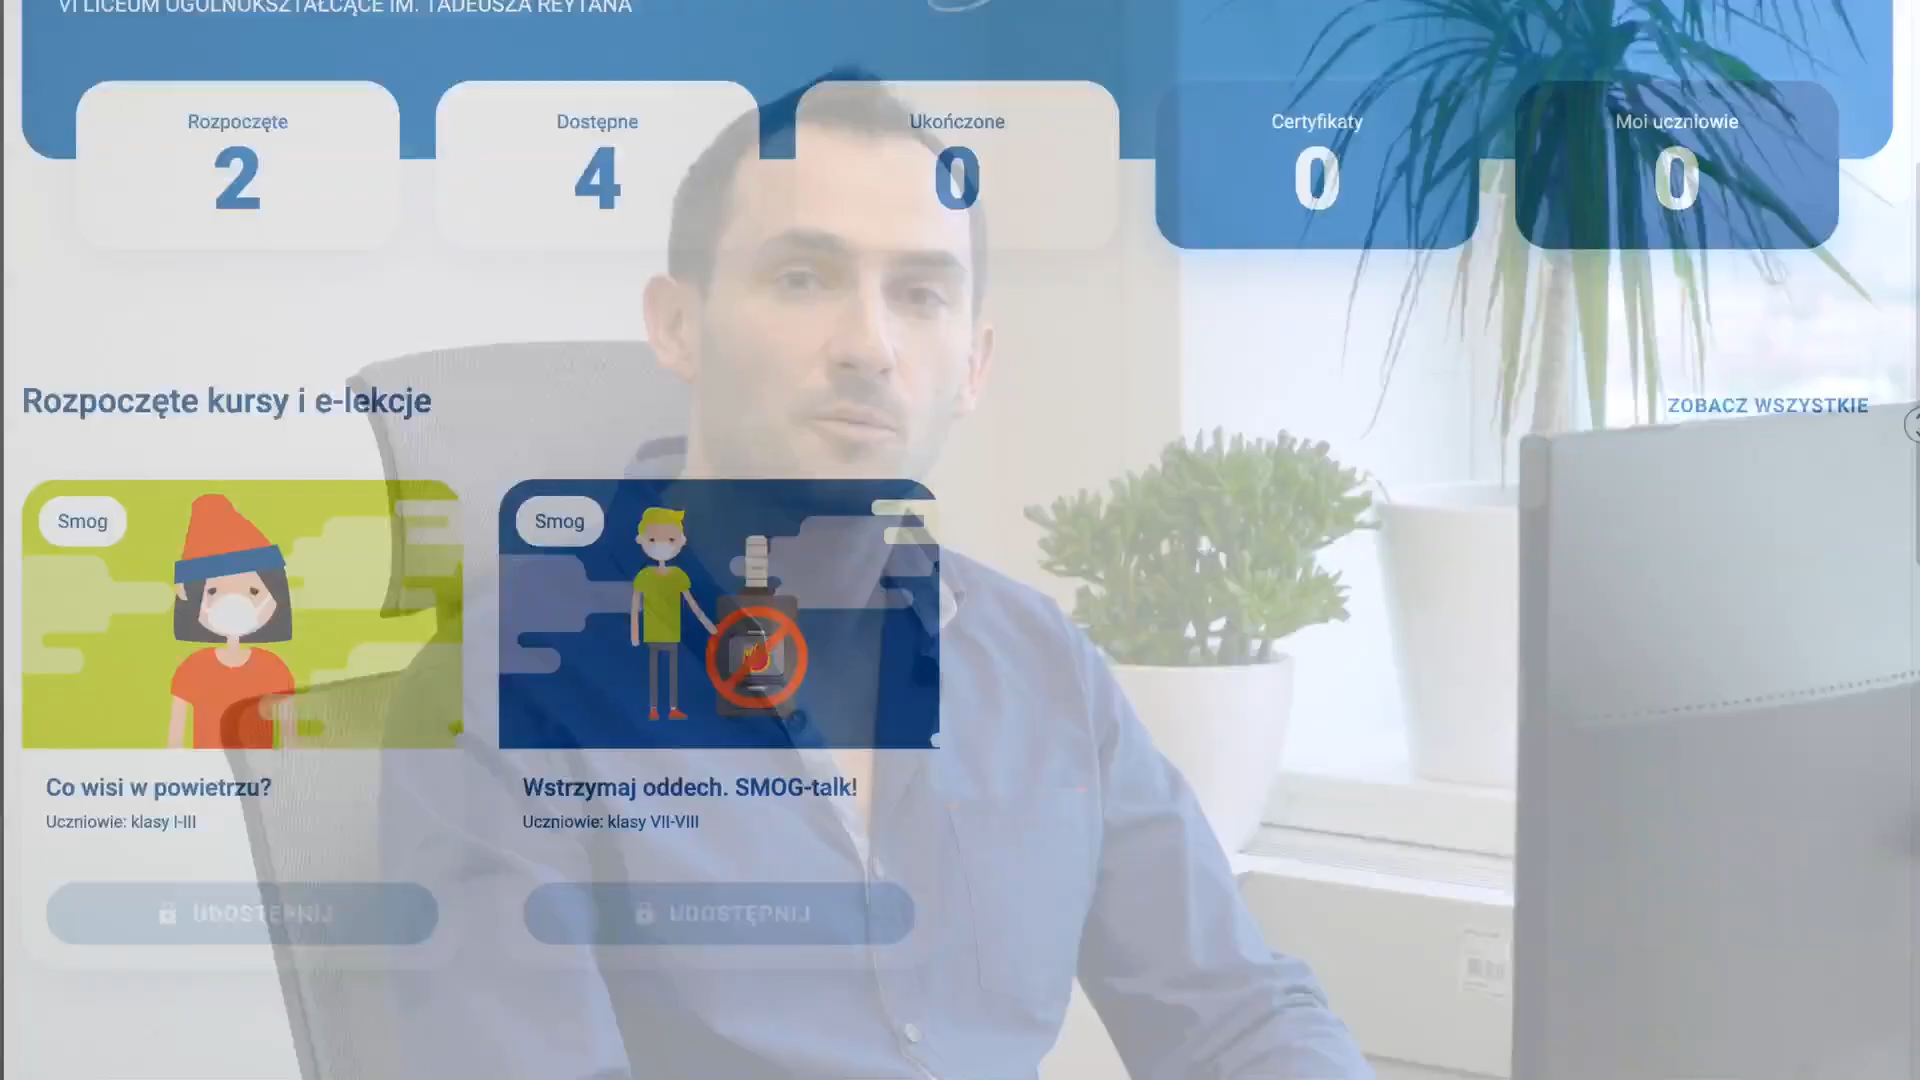 VI LICEUM OGÓLNOKSZTAŁCĄCE IM. TADEUSZA REYTANA
Rozpoczęte
2
Dostępne
4
Ukończone
0
Certyfikaty
0
Moi uczniowie
0
Rozpoczęte kursy i e-lekcje
ZOBACZ WSZYSTKIE
Smog
Smog
Co wisi w powietrzu?
Uczniowie: klasy I-III
UDOSTĘPNIJ
Wstrzymaj oddech. SMOG-talk!
Uczniowie: klasy VII-VIII
UDOSTĘPNIJ